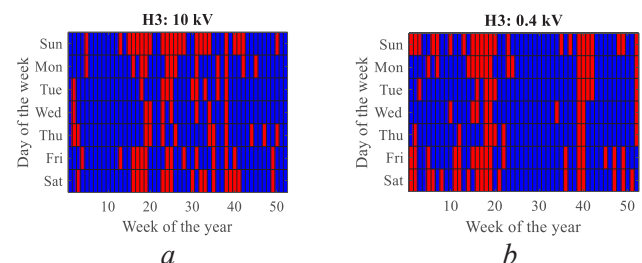 H3: 10 kV
Day of the week
Sun
Mon
Tue
Wed
Thu
Fri
Sat
10 20 30 40 50
Week of the year
a
H3: 0.4 kV
Day of the week
Sun
Mon
Tue
Wed
Thu
Fri
Sat
10 20 30 40 50
Week of the year
b